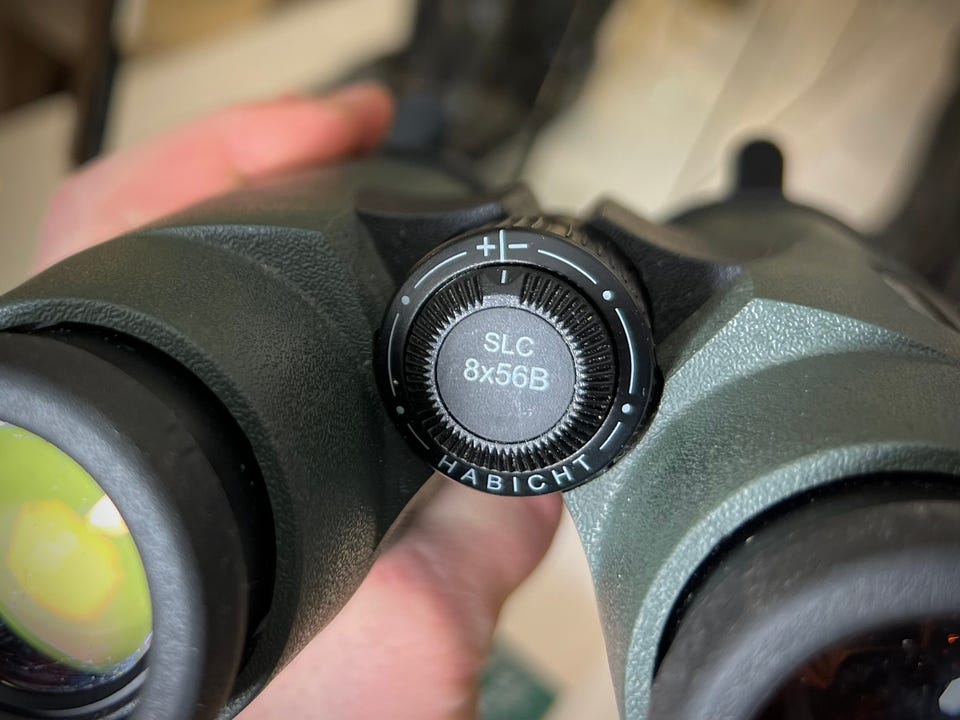 + -
SLC
8x56B
HABICHT